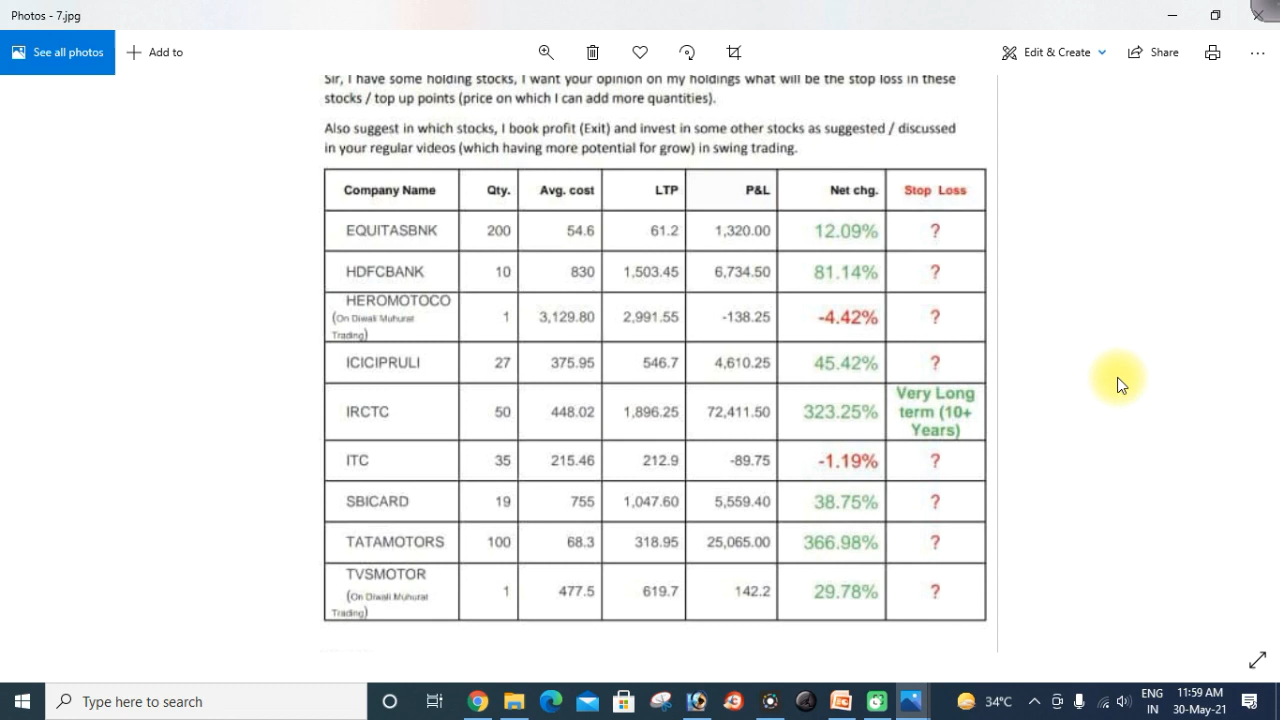 Photos - 7.jpg
See all photos
Add to
Edit & Create
Share
Sir, I have some holding stocks, I want your opinion on my holdings what will be the stop loss in these
stocks / top up points (price on which I can add more quantities).
Also suggest in which stocks, I book profit (Exit) and invest in some other stocks as suggested / discussed
in your regular videos (which having more potential for grow) in swing trading.
Company Name Qty. Avg. cost LTP P&L Net chg. Stop Loss
EQUITASBNK 200 54.6 61.2 1,320.00 12.09% ?
HDFCBANK 10 830 1,503.45 6,734.50 81.14% ?
HEROMOTOCO
(On Diwali Muhurat
Trading)
1 3,129.80 2,991.55 -138.25 -4.42% ?
ICICIPRULI 27 375.95 546.7 4,610.25 45.42% ?
IRCTC 50 448.02 1,896.25 72,411.50 323.25%
Very Long
term (10+
Years)
ITC 35 215.46 212.9 -89.75 -1.19% ?
SBICARD 19 755 1,047.60 5,559.40 38.75% ?
TATAMOTORS 100 68.3 318.95 25,065.00 366.98% ?
TVSMOTOR
(On Diwali Muhurat
Trading)
1 477.5 619.7 142.2 29.78% ?
Type here to search
34°C
ENG
IN
11:59 AM
30-May-21